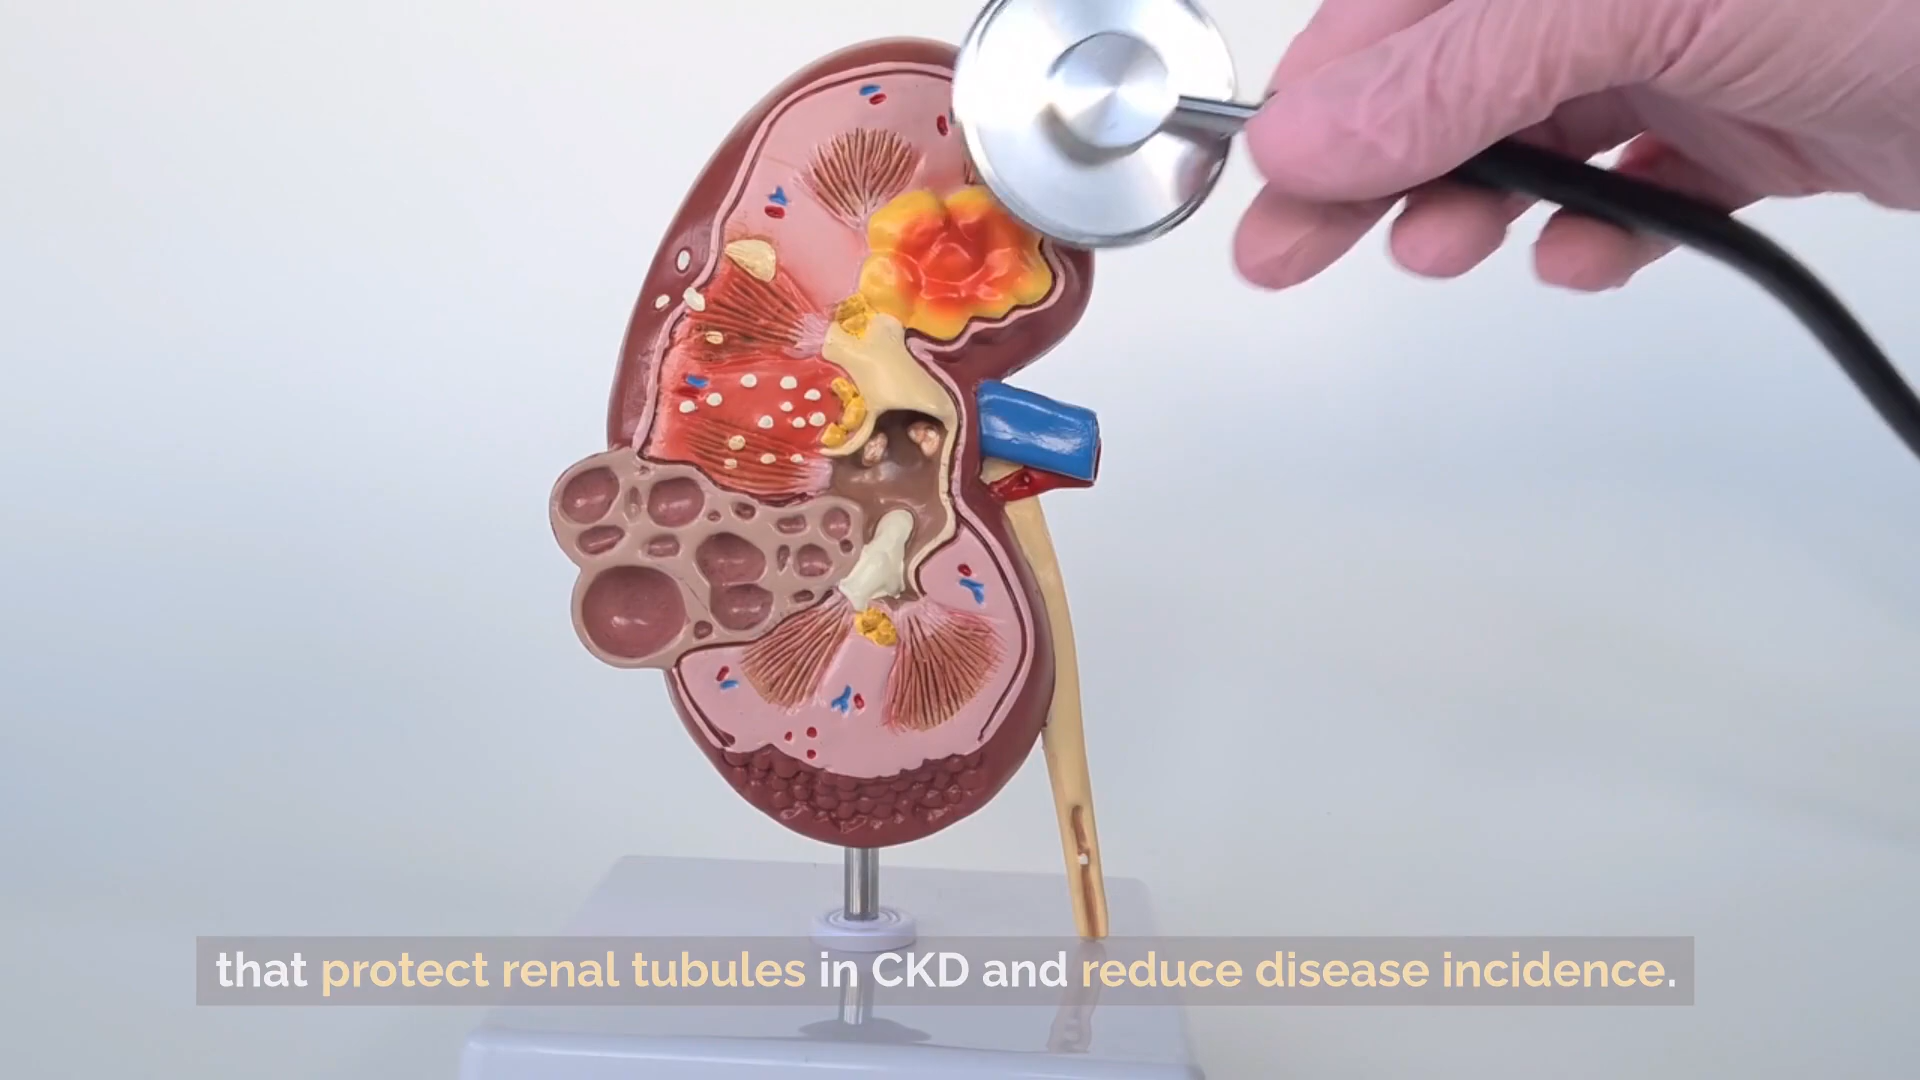 that protect renal tubules in CKD and reduce disease incidence.